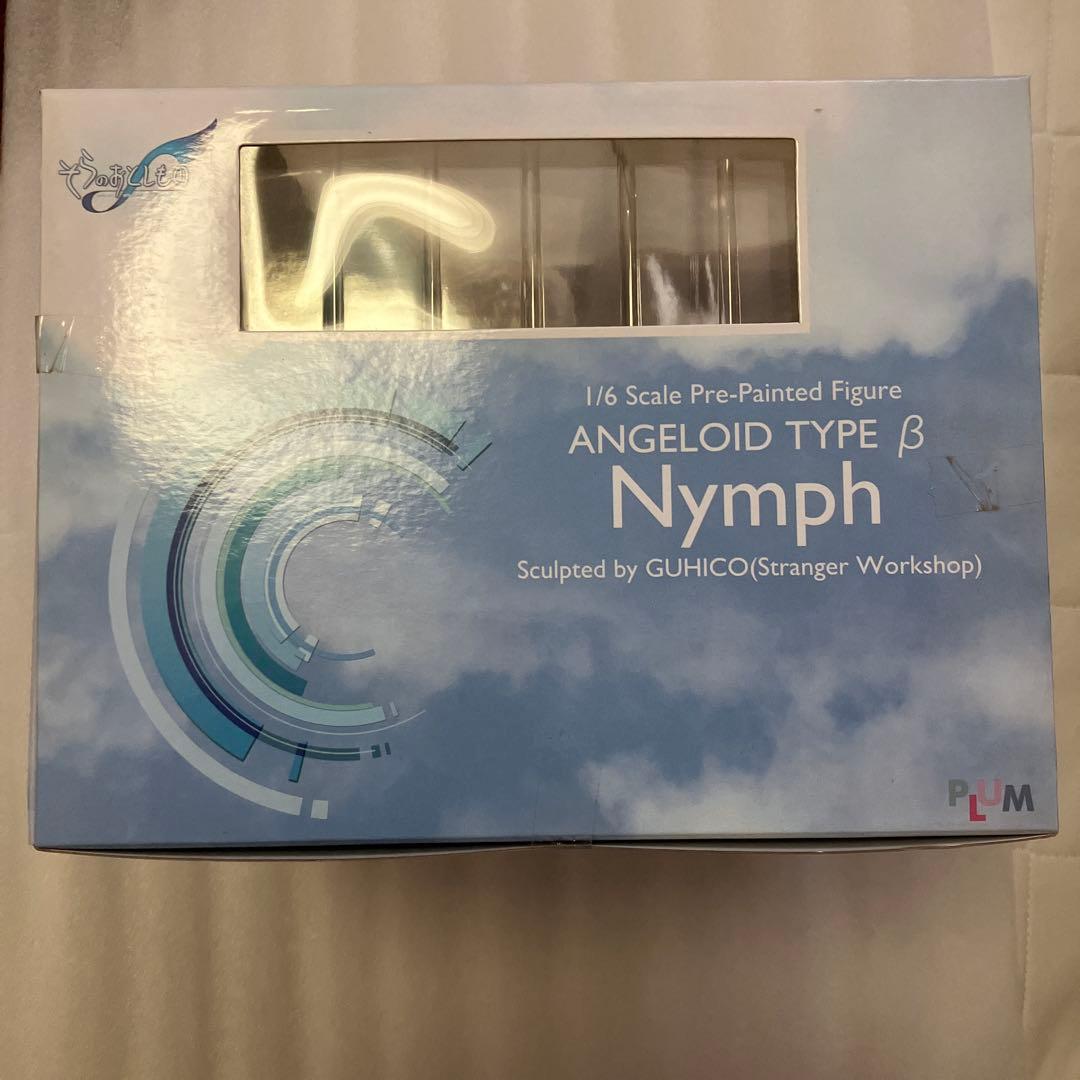 そらのおとしもの
1/6 Scale Pre-Painted Figure
ANGELOID TYPE β
Nymph
Sculpted by GUHICO(Stranger Workshop)
PLUM